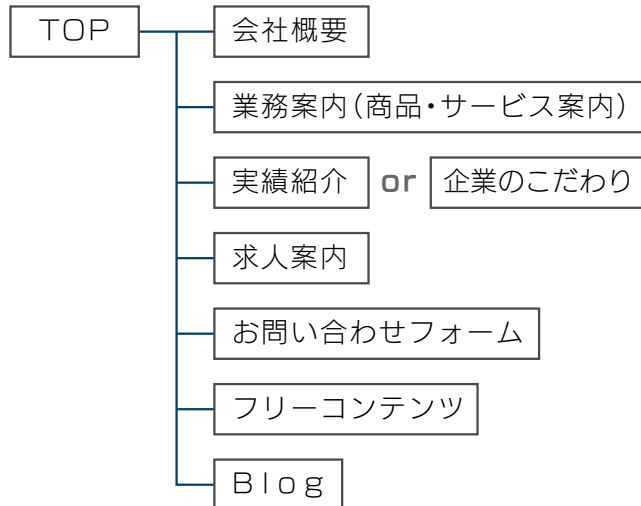 TOP
会社概要
業務案内(商品・サービス案内)
実績紹介 or 企業のこだわり
求人案内
お問い合わせフォーム
フリーコンテンツ
Blog